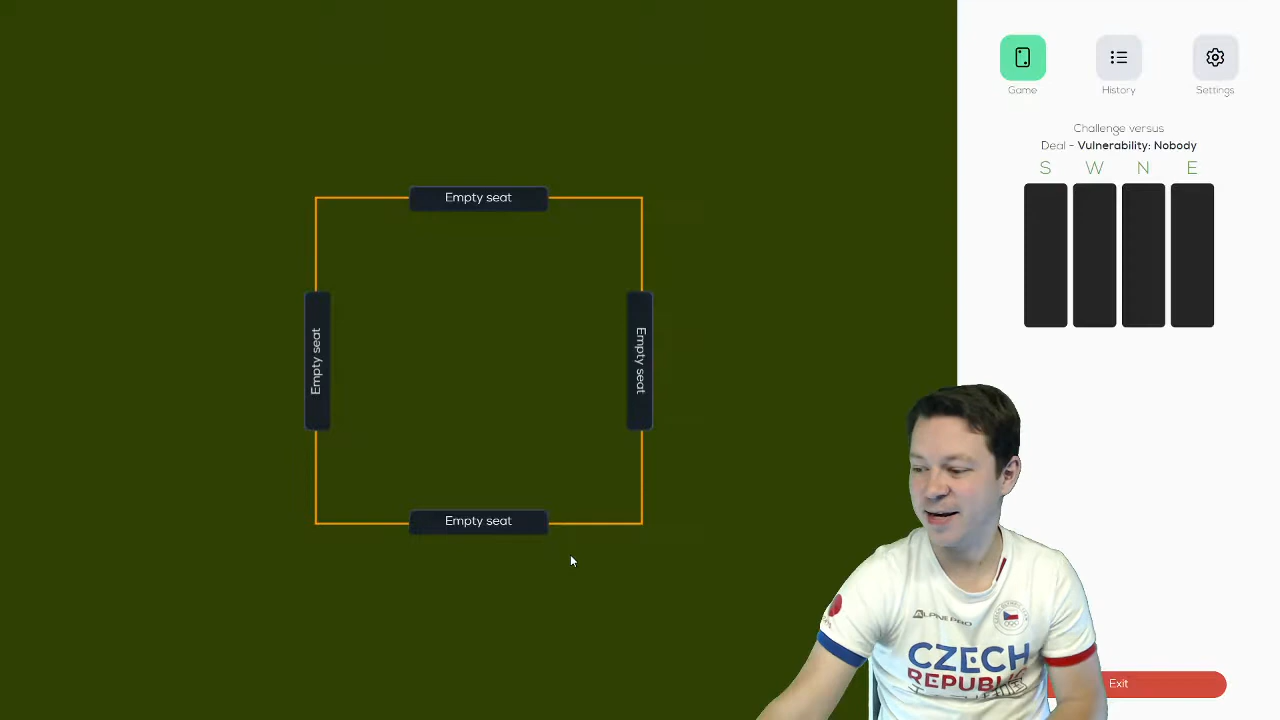 Game
History
Settings
Challenge versus
Deal - Vulnerability: Nobody
S W N E
Empty seat
Empty seat
Empty seat
Empty seat
ALPINE PRO
CZECH
REPUBLIC
Exit